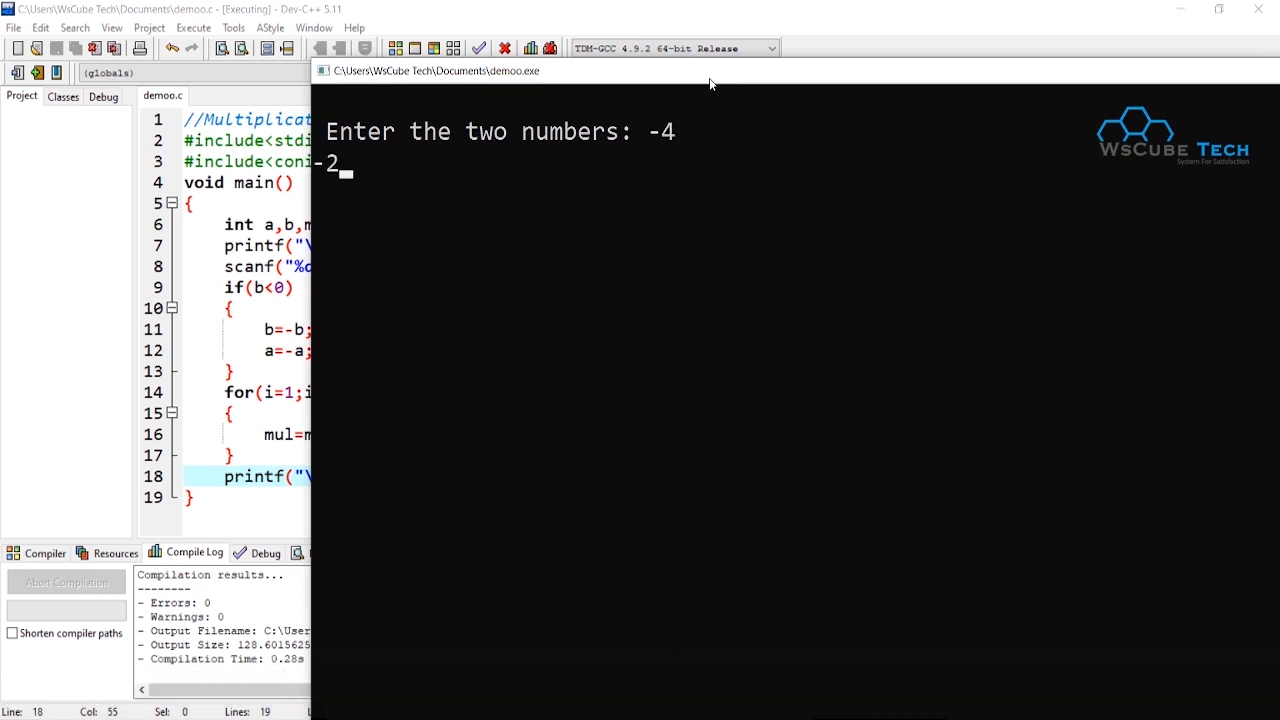 C:\Users\WsCube Tech\Documents\demoo.c - [Executing] - Dev-C++ 5.11
File Edit Search View Project Execute Tools AStyle Window Help
TDM-GCC 4.9.2 64-bit Release
(globals)
C:\Users\WsCube Tech\Documents\demoo.exe
Project Classes Debug
demoo.c
Enter the two numbers: -4
-2
WsCube Tech
System For Satisfaction
1 //Multiplicat
2 #include<stdi
3 #include<coni
4 void main()
5 {
6 int a,b,m
7 printf("\
8 scanf("%d
9 if(b<0)
10 {
11 b=-b;
12 a=-a;
13 }
14 for(i=1;i
15 {
16 mul=m
17 }
18 printf("\
19 }
Compiler Resources Compile Log Debug
Abort Compilation
Shorten compiler paths
Compilation results...
--------
- Errors: 0
- Warnings: 0
- Output Filename: C:\User
- Output Size: 128.6015625
- Compilation Time: 0.28s
Line: 18 Col: 55 Sel: 0 Lines: 19